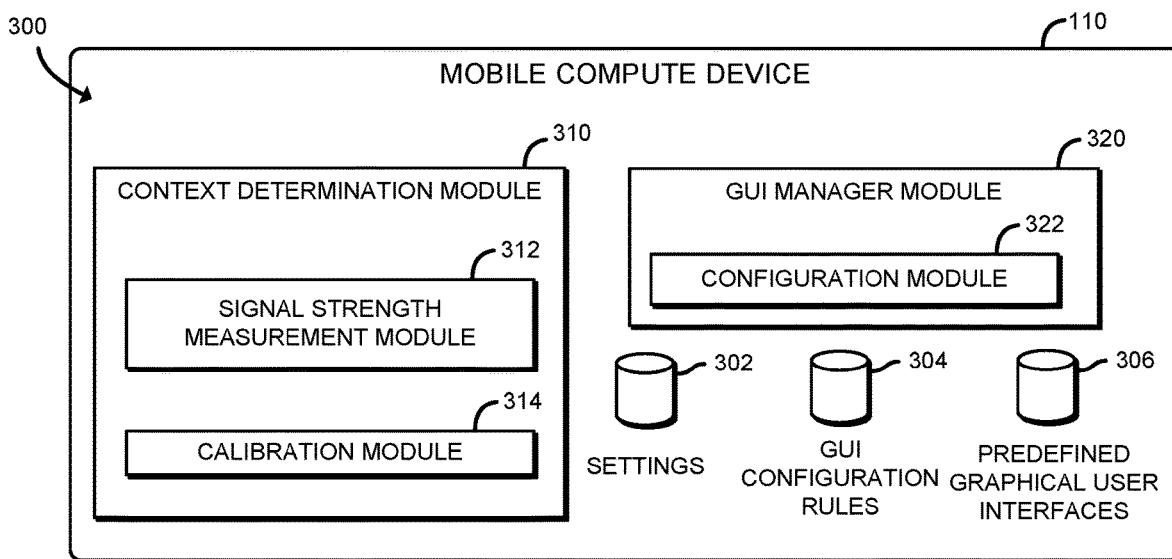 300
110
MOBILE COMPUTE DEVICE
310
CONTEXT DETERMINATION MODULE
312
SIGNAL STRENGTH
MEASUREMENT MODULE
314
CALIBRATION MODULE
320
GUI MANAGER MODULE
322
CONFIGURATION MODULE
302
SETTINGS
304
GUI
CONFIGURATION
RULES
306
PREDEFINED
GRAPHICAL USER
INTERFACES